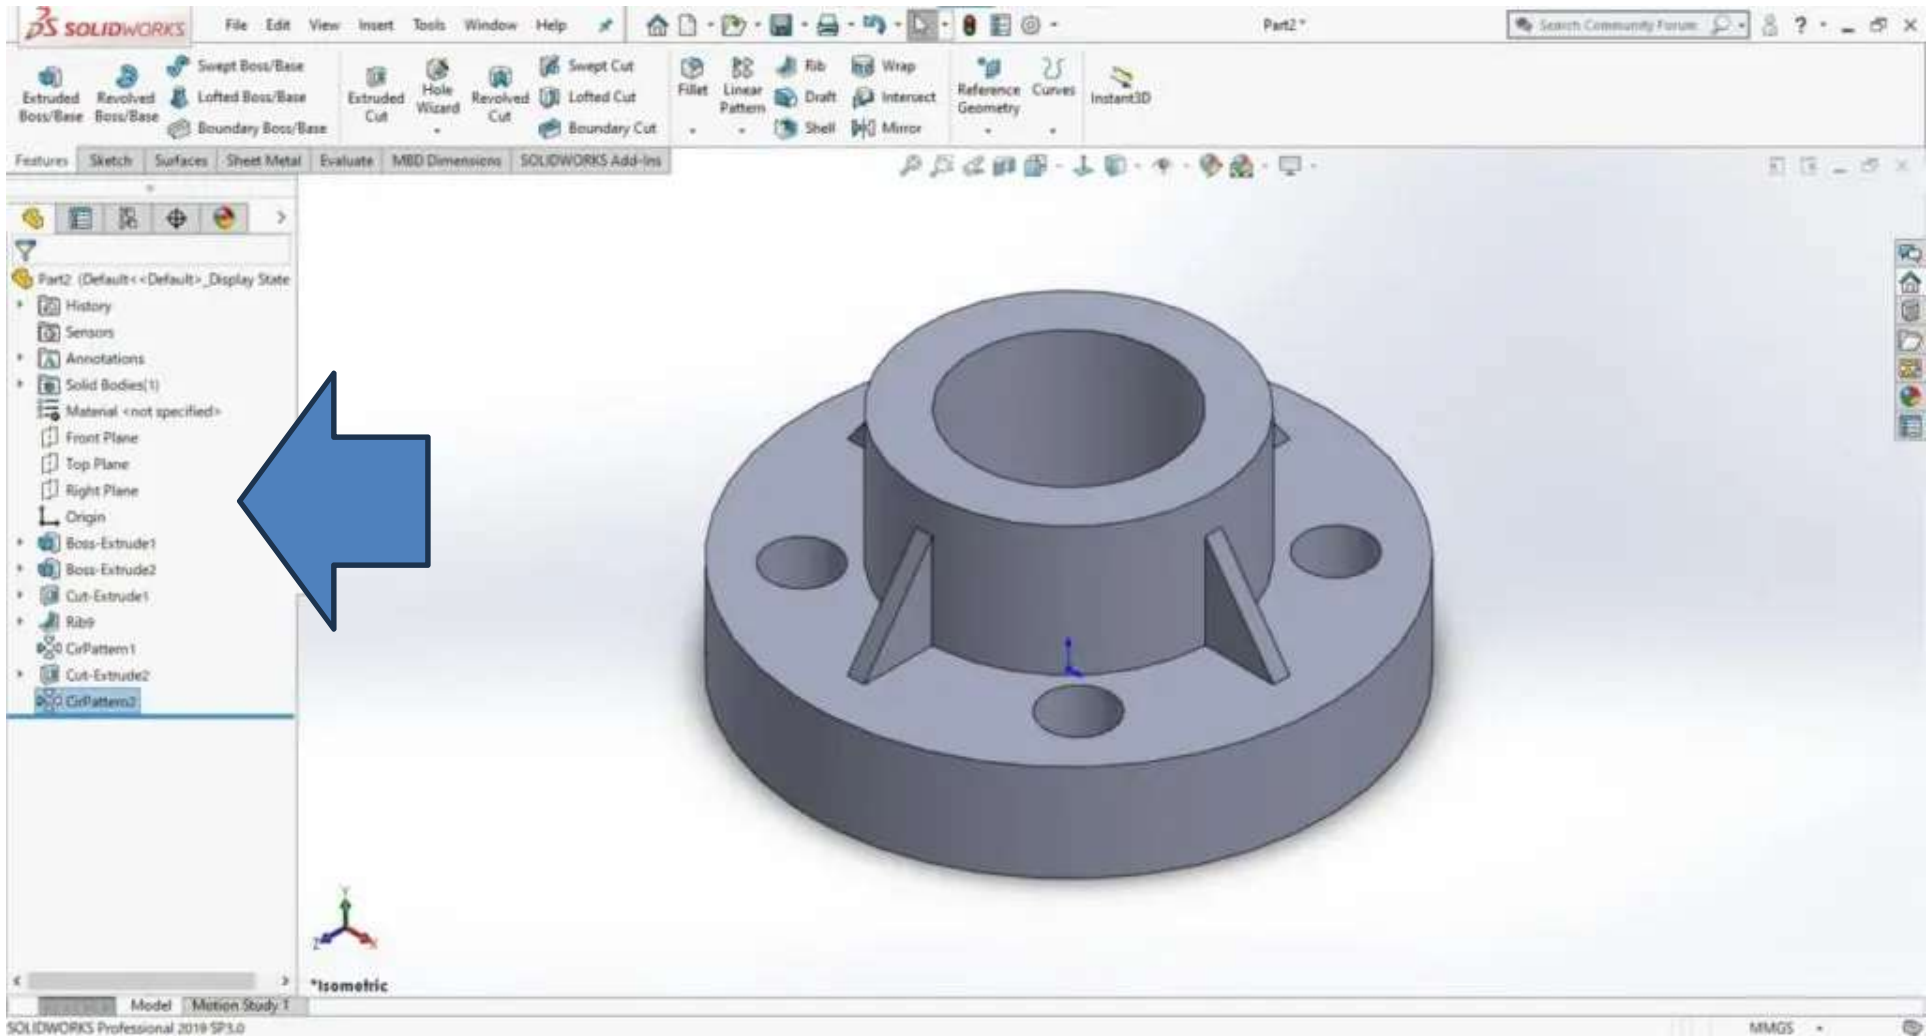 SOLIDWORKS File Edit View Insert Tools Window Help Part2 * Search Community Forum ?
Extruded Boss/Base
Revolved Boss/Base
Swept Boss/Base
Lofted Boss/Base
Boundary Boss/Base
Extruded Cut
Hole Wizard
Revolved Cut
Swept Cut
Lofted Cut
Boundary Cut
Fillet
Linear Pattern
Rib
Draft
Shell
Wrap
Intersect
Mirror
Reference Geometry
Curves
Instant3D
Features Sketch Surfaces Sheet Metal Evaluate MBD Dimensions SOLIDWORKS Add-Ins
Part2 (Default<<Default>_Display State
History
Sensors
Annotations
Solid Bodies(1)
Material <not specified>
Front Plane
Top Plane
Right Plane
Origin
Boss-Extrude1
Boss-Extrude2
Cut-Extrude1
Rib9
CirPattern1
Cut-Extrude2
CirPattern2
Y
Z X
*Isometric
Model Motion Study 1
SOLIDWORKS Professional 2019 SP3.0 MMGS